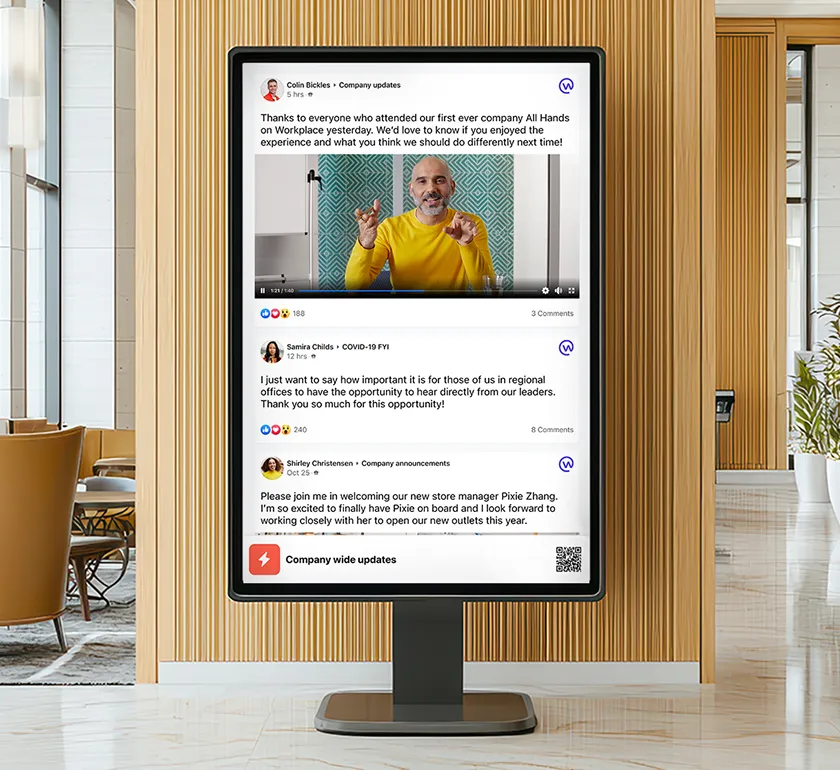 Colin Bickles ▸ Company updates
5 hrs ·
Thanks to everyone who attended our first ever company All Hands
on Workplace yesterday. We'd love to know if you enjoyed the
experience and what you think we should do differently next time!
1:21 / 1:40
188
3 Comments
Samira Childs ▸ COVID-19 FYI
12 hrs ·
I just want to say how important it is for those of us in regional
offices to have the opportunity to hear directly from our leaders.
Thank you so much for this opportunity!
240
8 Comments
Shirley Christensen ▸ Company announcements
Oct 25 ·
Please join me in welcoming our new store manager Pixie Zhang.
I'm so excited to finally have Pixie on board and I look forward to
working closely with her to open our new outlets this year.
Company wide updates